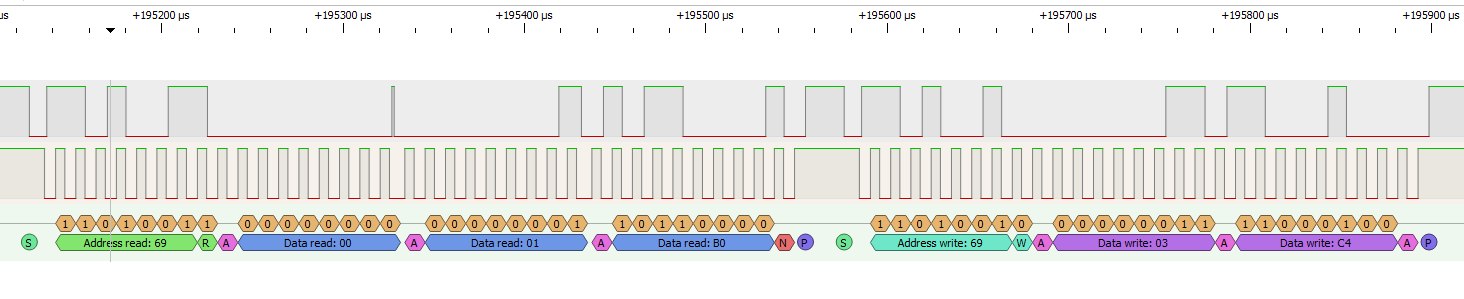 µs +195200 µs +195300 µs +195400 µs +195500 µs +195600 µs +195700 µs +195800 µs +195900 µs
1 1 0 1 0 0 1 1 0 0 0 0 0 0 0 0 0 0 0 0 0 0 0 1 1 0 1 1 0 0 0 0 1 1 0 1 0 0 1 0 0 0 0 0 0 0 1 1 1 1 0 0 0 1 0 0
S Address read: 69 R A Data read: 00 A Data read: 01 A Data read: B0 N P S Address write: 69 W A Data write: 03 A Data write: C4 A P